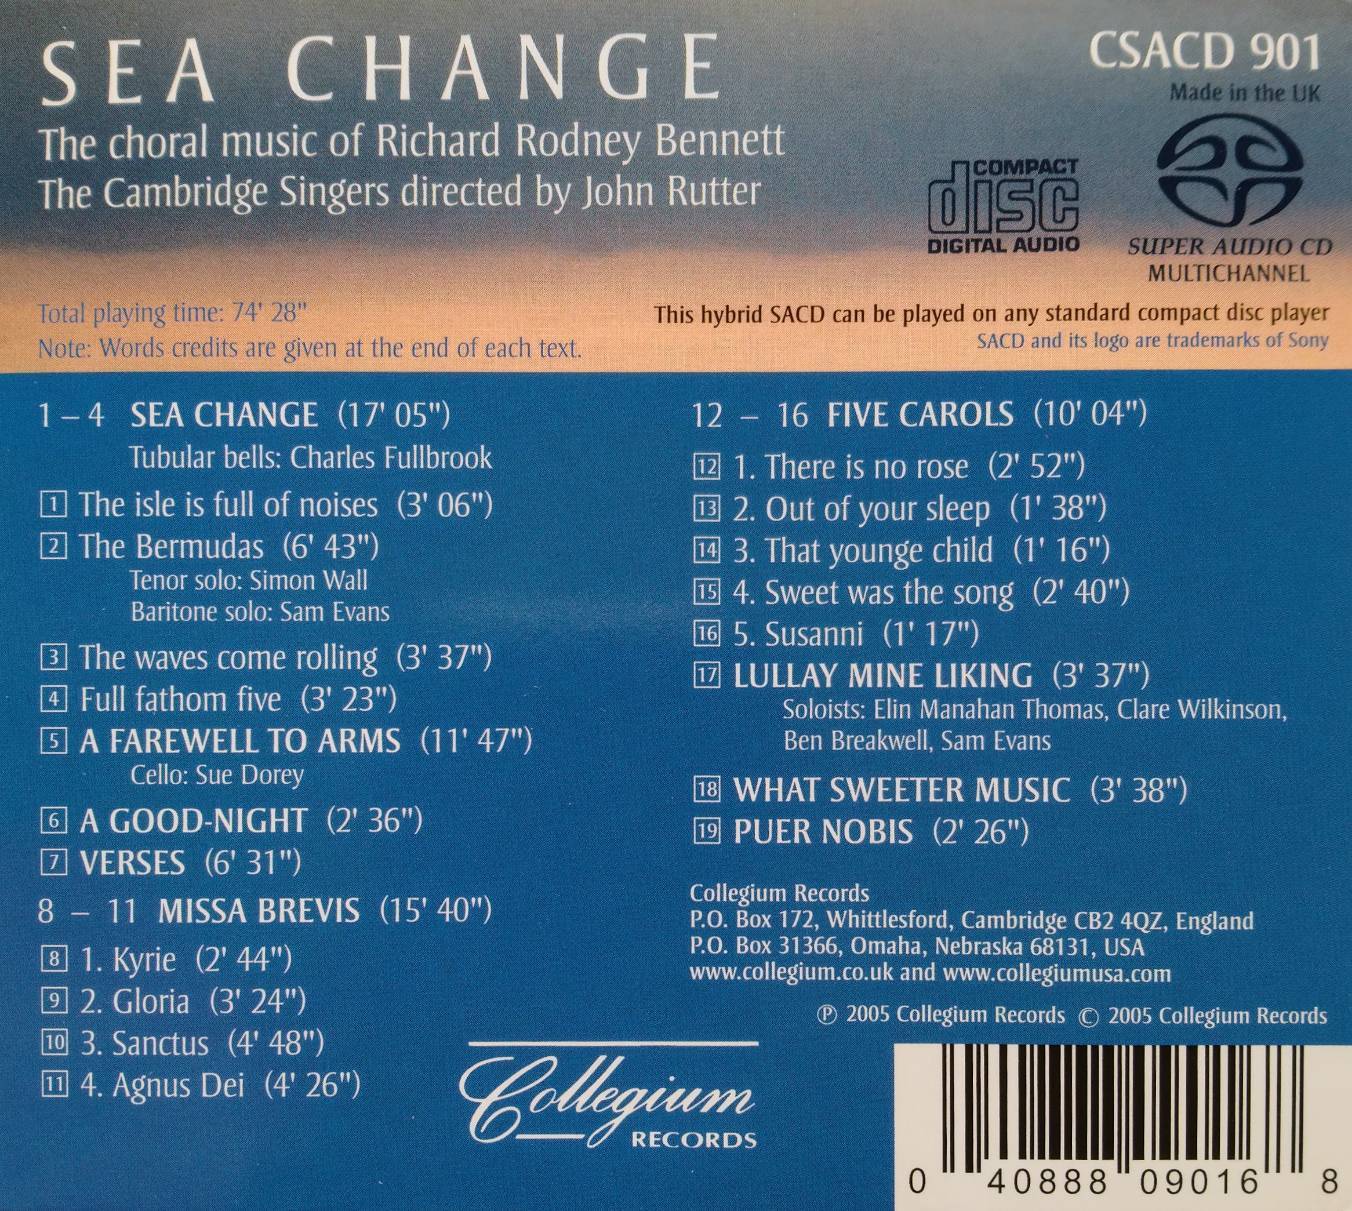 SEA CHANGE
The choral music of Richard Rodney Bennett
The Cambridge Singers directed by John Rutter
CSACD 901
Made in the UK
COMPACT
disc
DIGITAL AUDIO
SUPER AUDIO CD
MULTICHANNEL
Total playing time: 74' 28"
Note: Words credits are given at the end of each text.
This hybrid SACD can be played on any standard compact disc player
SACD and its logo are trademarks of Sony
1 – 4 SEA CHANGE (17' 05")
Tubular bells: Charles Fullbrook
1 The isle is full of noises (3' 06")
2 The Bermudas (6' 43")
Tenor solo: Simon Wall
Baritone solo: Sam Evans
3 The waves come rolling (3' 37")
4 Full fathom five (3' 23")
5 A FAREWELL TO ARMS (11' 47")
Cello: Sue Dorey
6 A GOOD-NIGHT (2' 36")
7 VERSES (6' 31")
8 – 11 MISSA BREVIS (15' 40")
8 1. Kyrie (2' 44")
9 2. Gloria (3' 24")
10 3. Sanctus (4' 48")
11 4. Agnus Dei (4' 26")
12 – 16 FIVE CAROLS (10' 04")
12 1. There is no rose (2' 52")
13 2. Out of your sleep (1' 38")
14 3. That younge child (1' 16")
15 4. Sweet was the song (2' 40")
16 5. Susanni (1' 17")
17 LULLAY MINE LIKING (3' 37")
Soloists: Elin Manahan Thomas, Clare Wilkinson,
Ben Breakwell, Sam Evans
18 WHAT SWEETER MUSIC (3' 38")
19 PUER NOBIS (2' 26")
Collegium Records
P.O. Box 172, Whittlesford, Cambridge CB2 4QZ, England
P.O. Box 31366, Omaha, Nebraska 68131, USA
www.collegium.co.uk and www.collegiumusa.com
℗ 2005 Collegium Records © 2005 Collegium Records
Collegium
RECORDS
0 40888 09016 8